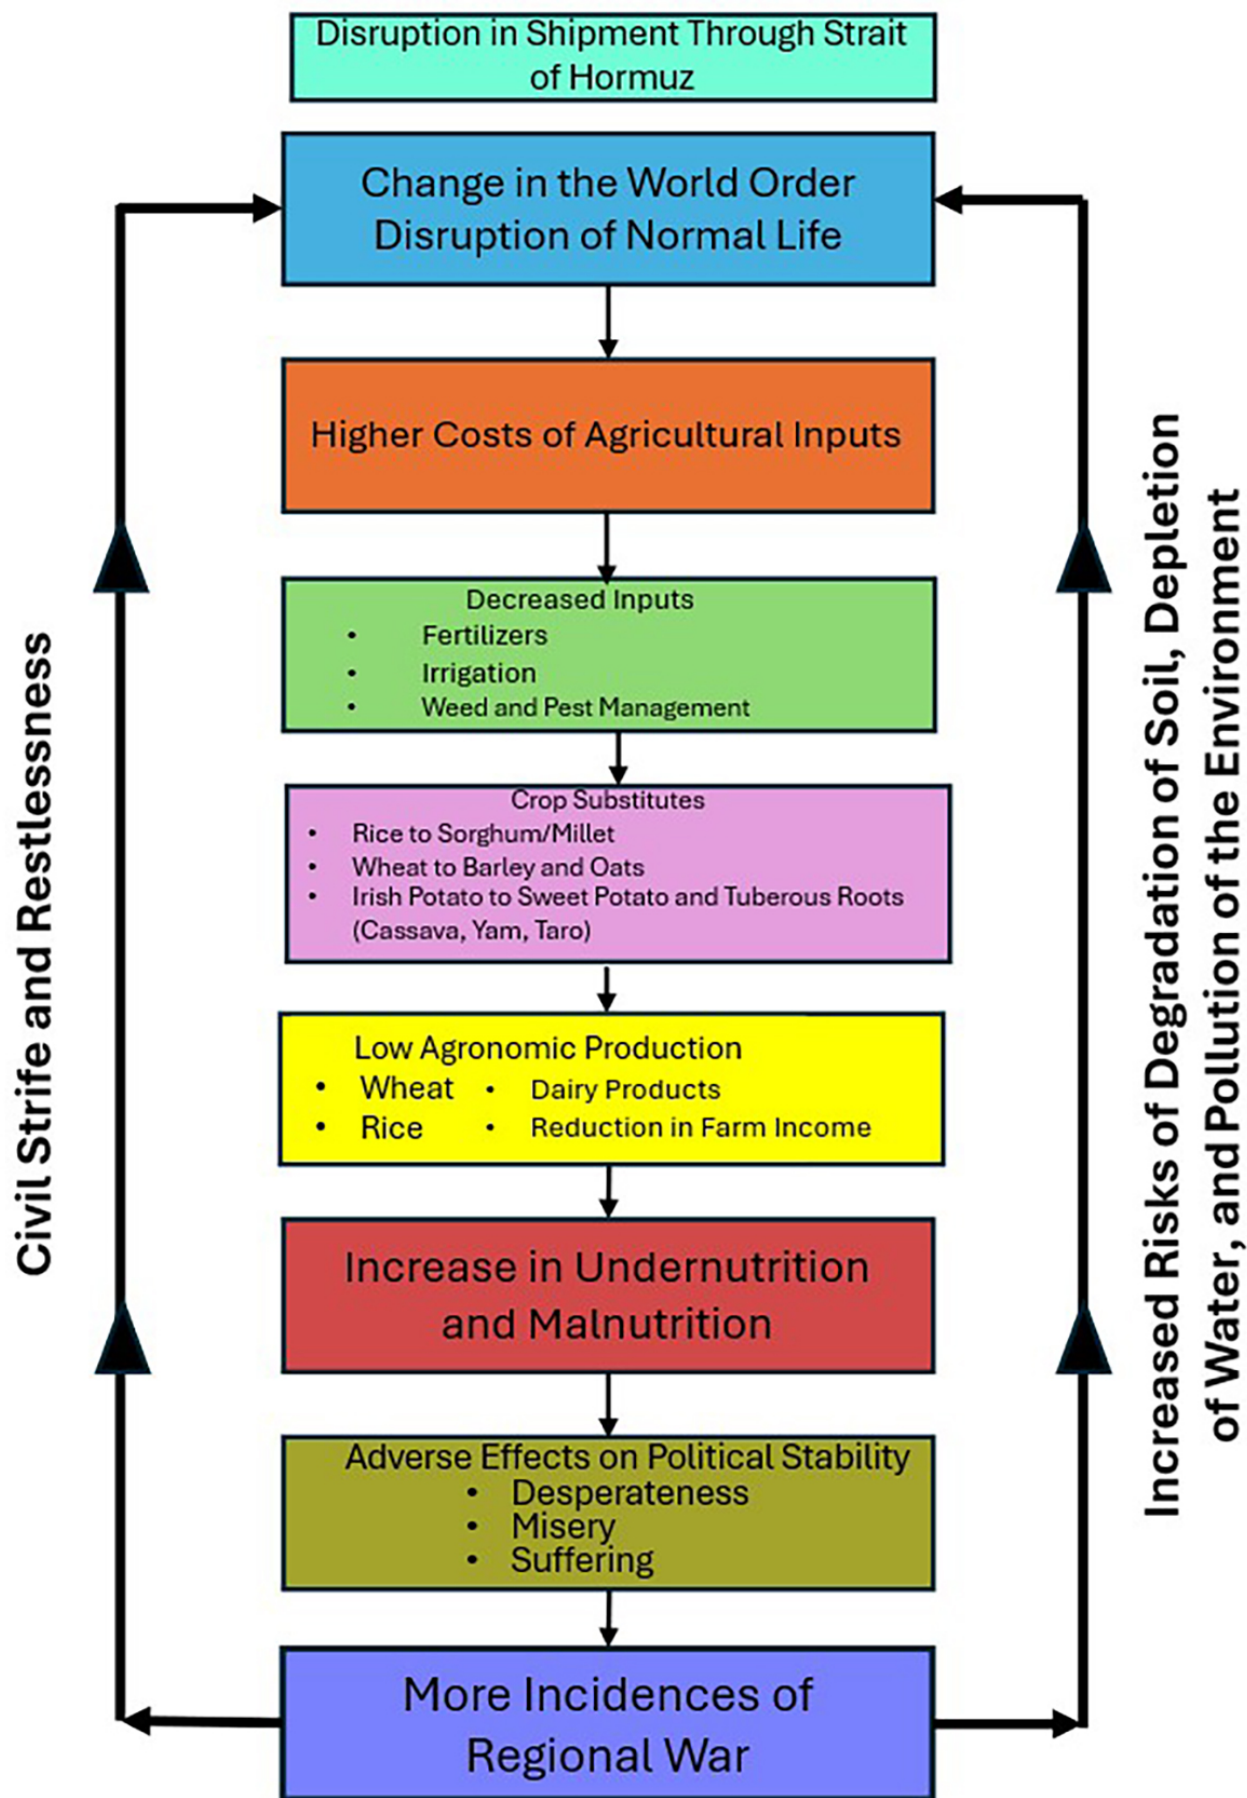 Disruption in Shipment Through Strait
of Hormuz
Change in the World Order
Disruption of Normal Life
Higher Costs of Agricultural Inputs
Decreased Inputs
• Fertilizers
• Irrigation
• Weed and Pest Management
Crop Substitutes
• Rice to Sorghum/Millet
• Wheat to Barley and Oats
• Irish Potato to Sweet Potato and Tuberous Roots
(Cassava, Yam, Taro)
Low Agronomic Production
• Wheat • Dairy Products
• Rice • Reduction in Farm Income
Increase in Undernutrition
and Malnutrition
Adverse Effects on Political Stability
• Desperateness
• Misery
• Suffering
More Incidences of
Regional War
Civil Strife and Restlessness
Increased Risks of Degradation of Soil, Depletion
of Water, and Pollution of the Environment